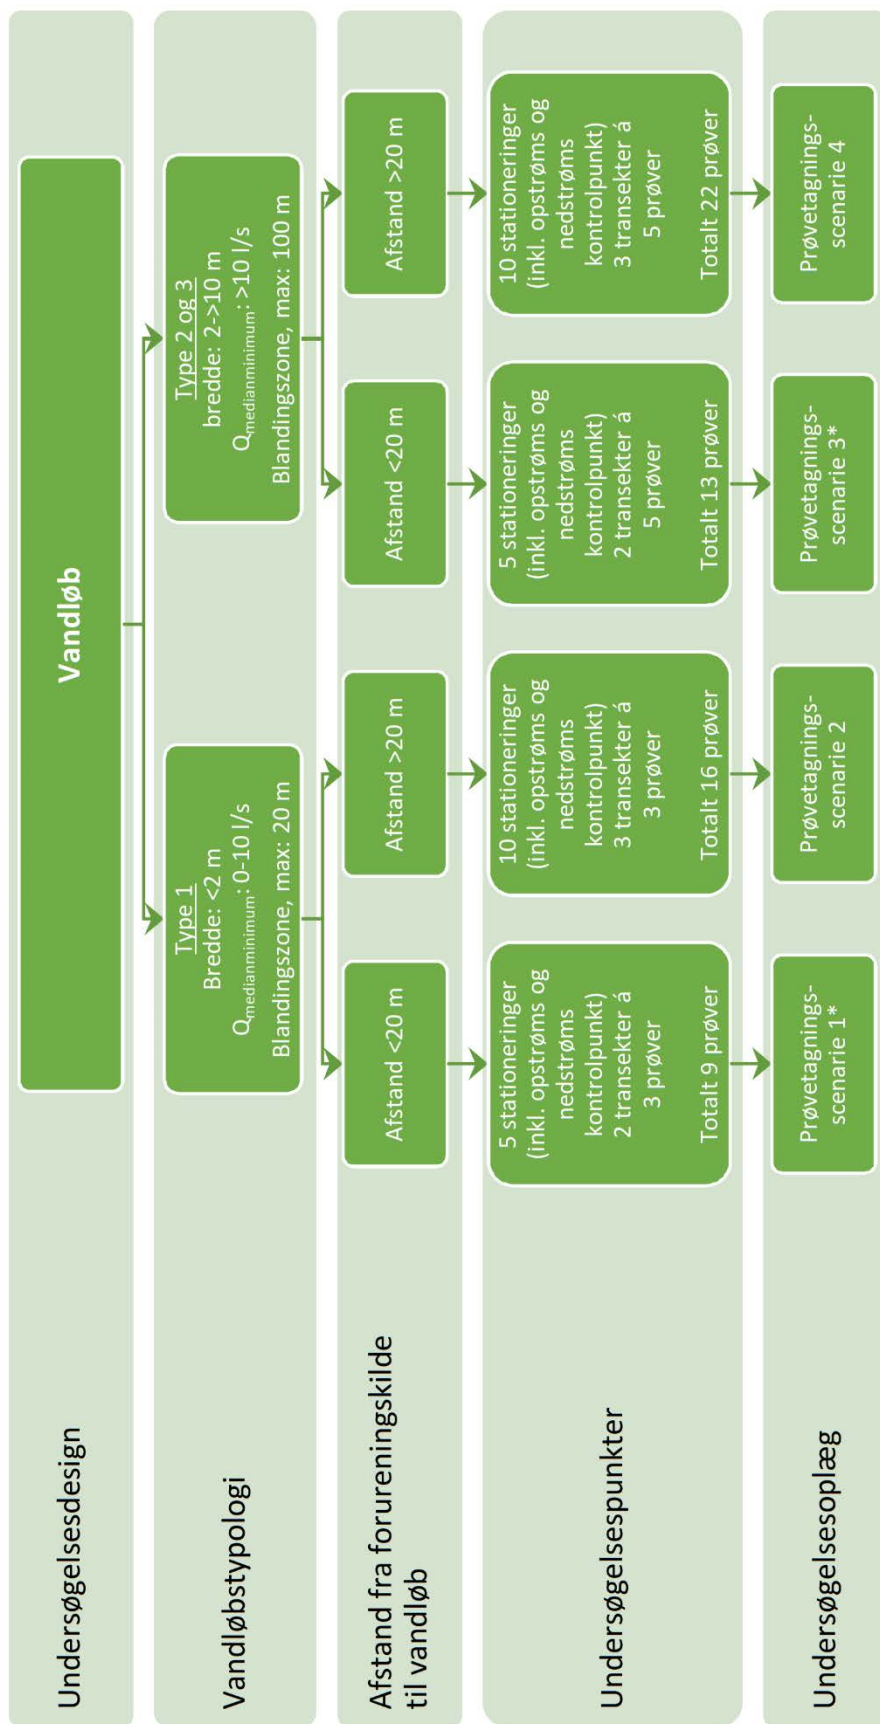 Undersøgelsesdesign
Vandløb
Vandløbstypologi
Type 1
Bredde: <2 m
Qmedianminimum: 0-10 l/s
Blandingszone, max: 20 m
Type 2 og 3
bredde: 2->10 m
Qmedianminimum: >10 l/s
Blandingszone, max: 100 m
Afstand fra forureningskilde
til vandløb
Afstand <20 m
Afstand >20 m
Afstand <20 m
Afstand >20 m
Undersøgelsespunkter
5 stationeringer
(inkl. opstrøms og
nedstrøms
kontrolpunkt)
2 transekter á
3 prøver
Totalt 9 prøver
10 stationeringer
(inkl. opstrøms og
nedstrøms
kontrolpunkt)
3 transekter á
3 prøver
Totalt 16 prøver
5 stationeringer
(inkl. opstrøms og
nedstrøms
kontrolpunkt)
2 transekter á
5 prøver
Totalt 13 prøver
10 stationeringer
(inkl. opstrøms og
nedstrøms
kontrolpunkt)
3 transekter á
5 prøver
Totalt 22 prøver
Undersøgelsesoplæg
Prøvetagnings-
scenarie 1*
Prøvetagnings-
scenarie 2
Prøvetagnings-
scenarie 3*
Prøvetagnings-
scenarie 4